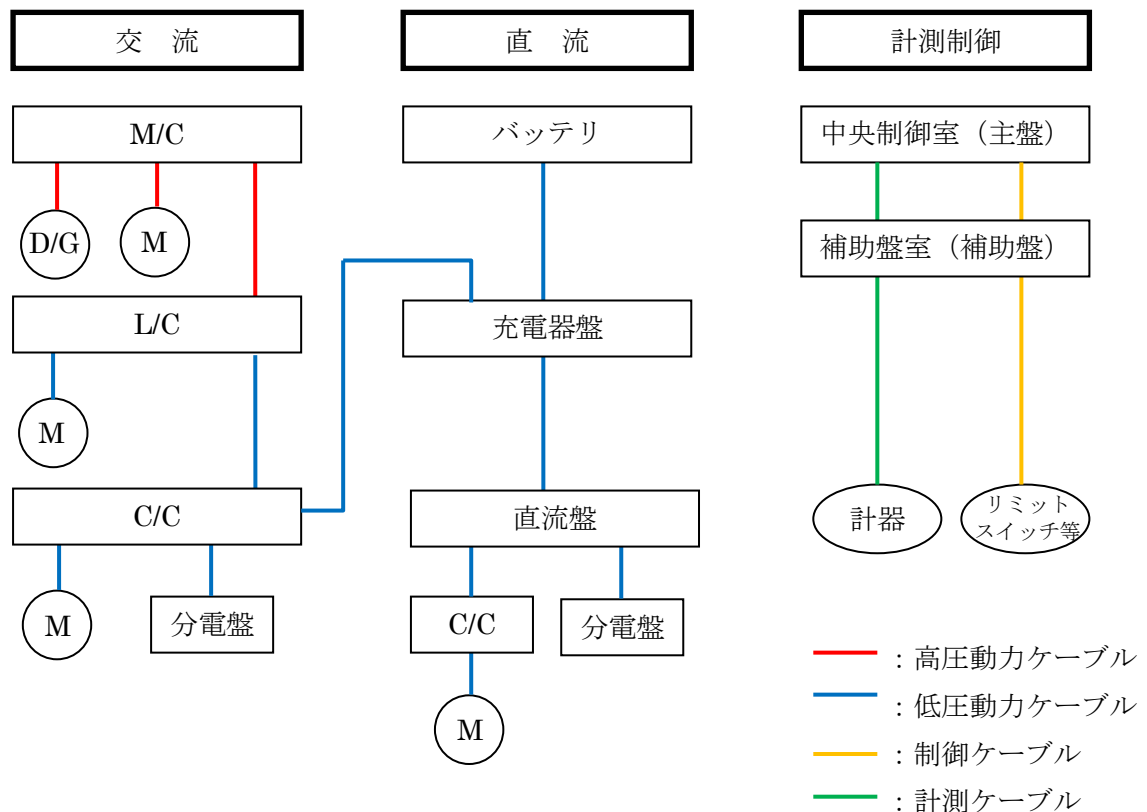 交　流
直　流
計測制御
M/C
バッテリ
中央制御室（主盤）
D/G
M
補助盤室（補助盤）
L/C
充電器盤
M
C/C
直流盤
計器
リミット
スイッチ等
M
分電盤
C/C
分電盤
M
：高圧動力ケーブル
：低圧動力ケーブル
：制御ケーブル
：計測ケーブル